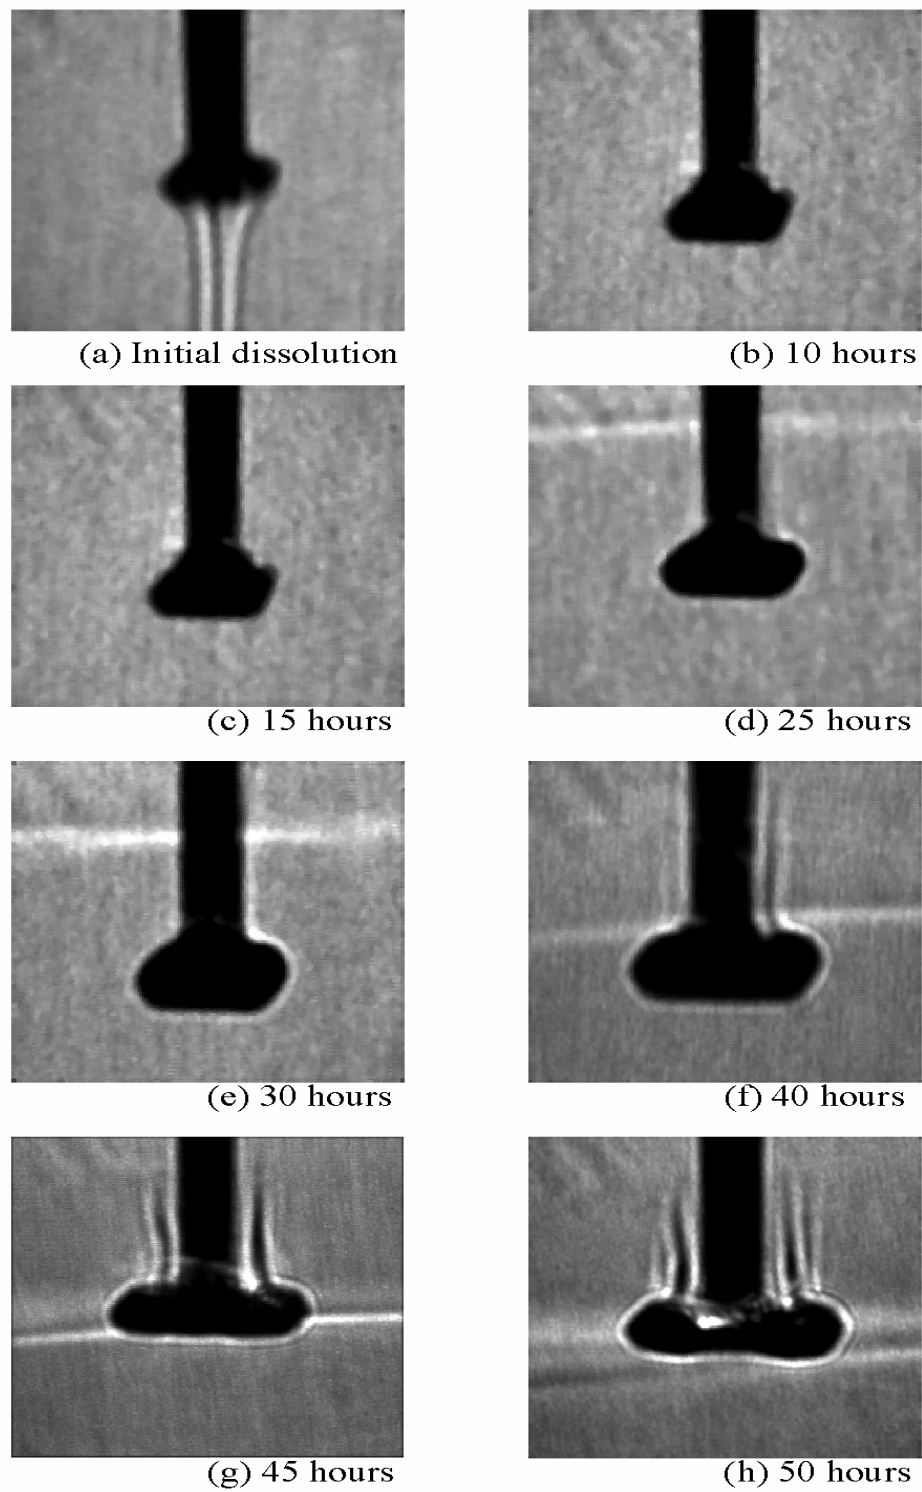 (a) Initial dissolution
(b) 10 hours
(c) 15 hours
(d) 25 hours
(e) 30 hours
(f) 40 hours
(g) 45 hours
(h) 50 hours